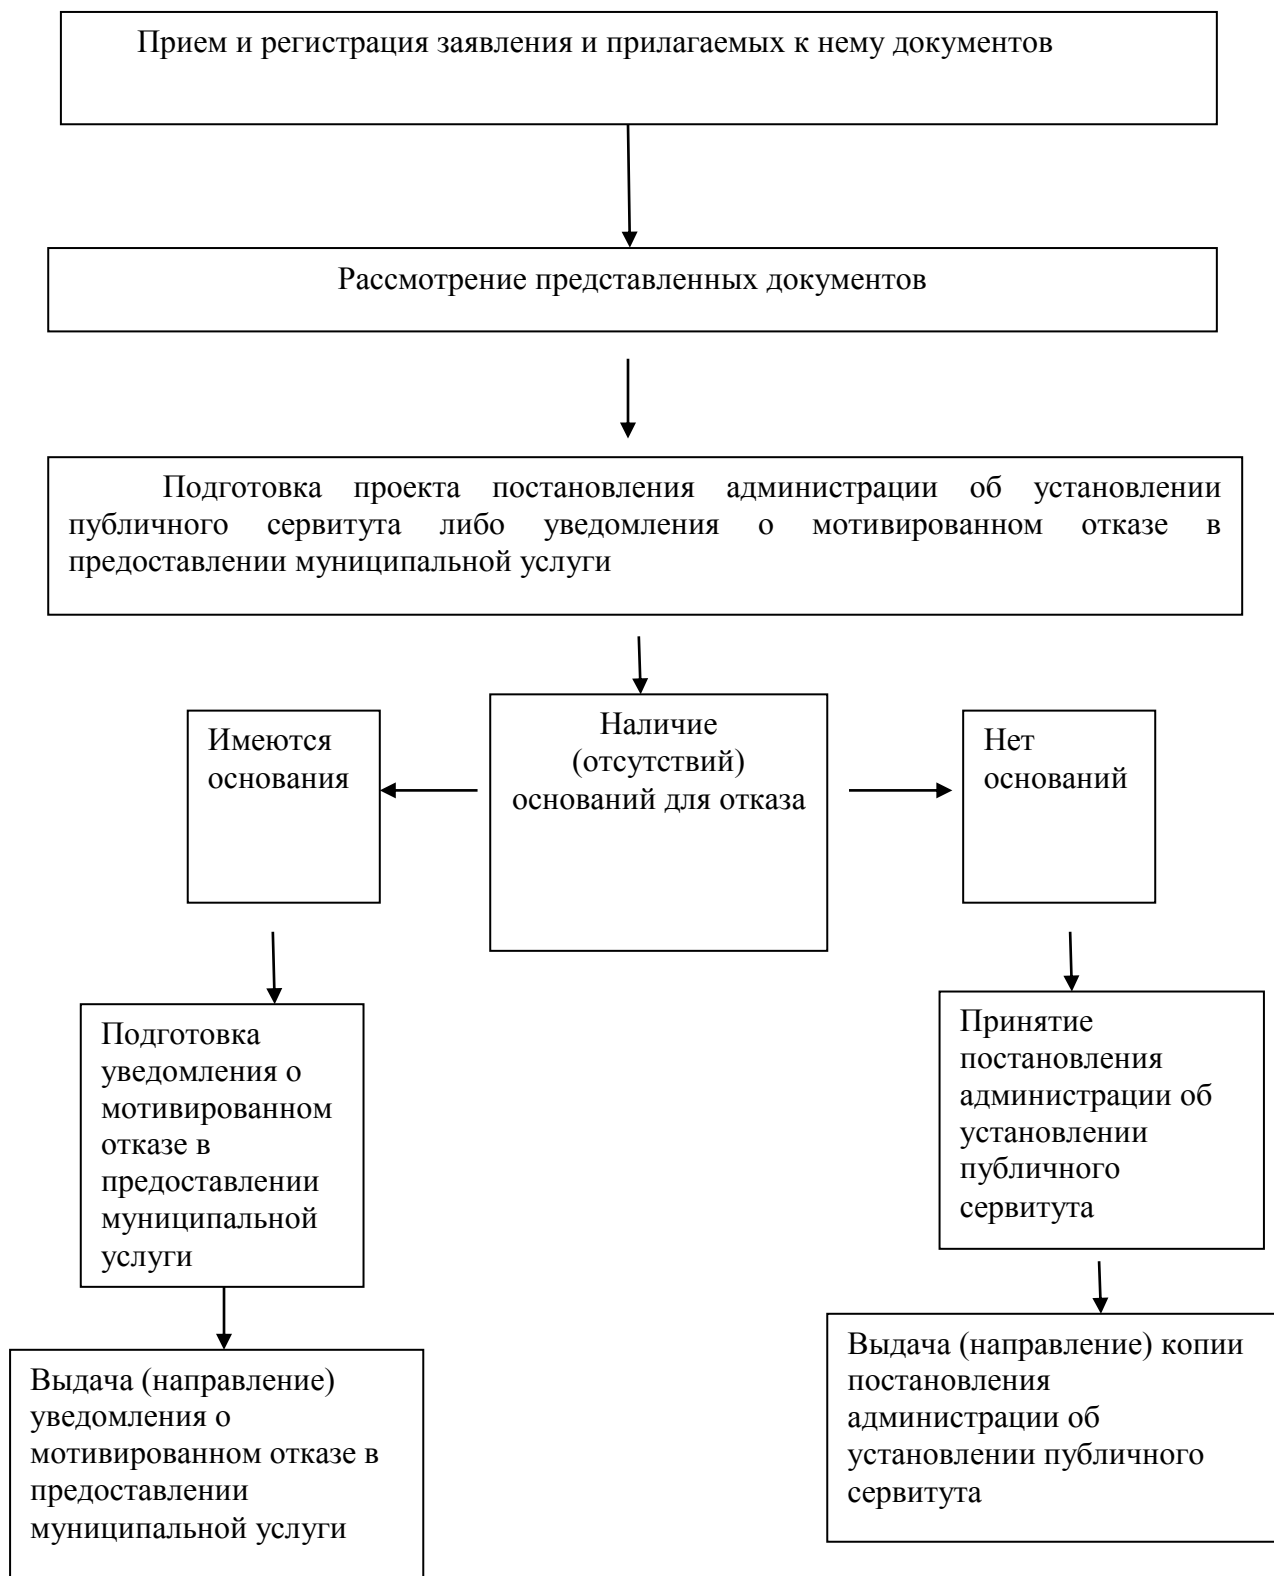 Прием и регистрация заявления и прилагаемых к нему документов
Рассмотрение представленных документов
Подготовка проекта постановления администрации об установлении
публичного сервитута либо уведомления о мотивированном отказе в
предоставлении муниципальной услуги
Имеются
основания
Наличие
(отсутствий)
оснований для отказа
Нет
оснований
Подготовка
уведомления о
мотивированном
отказе в
предоставлении
муниципальной
услуги
Принятие
постановления
администрации об
установлении
публичного
сервитута
Выдача (направление)
уведомления о
мотивированном отказе в
предоставлении
муниципальной услуги
Выдача (направление) копии
постановления
администрации об
установлении публичного
сервитута